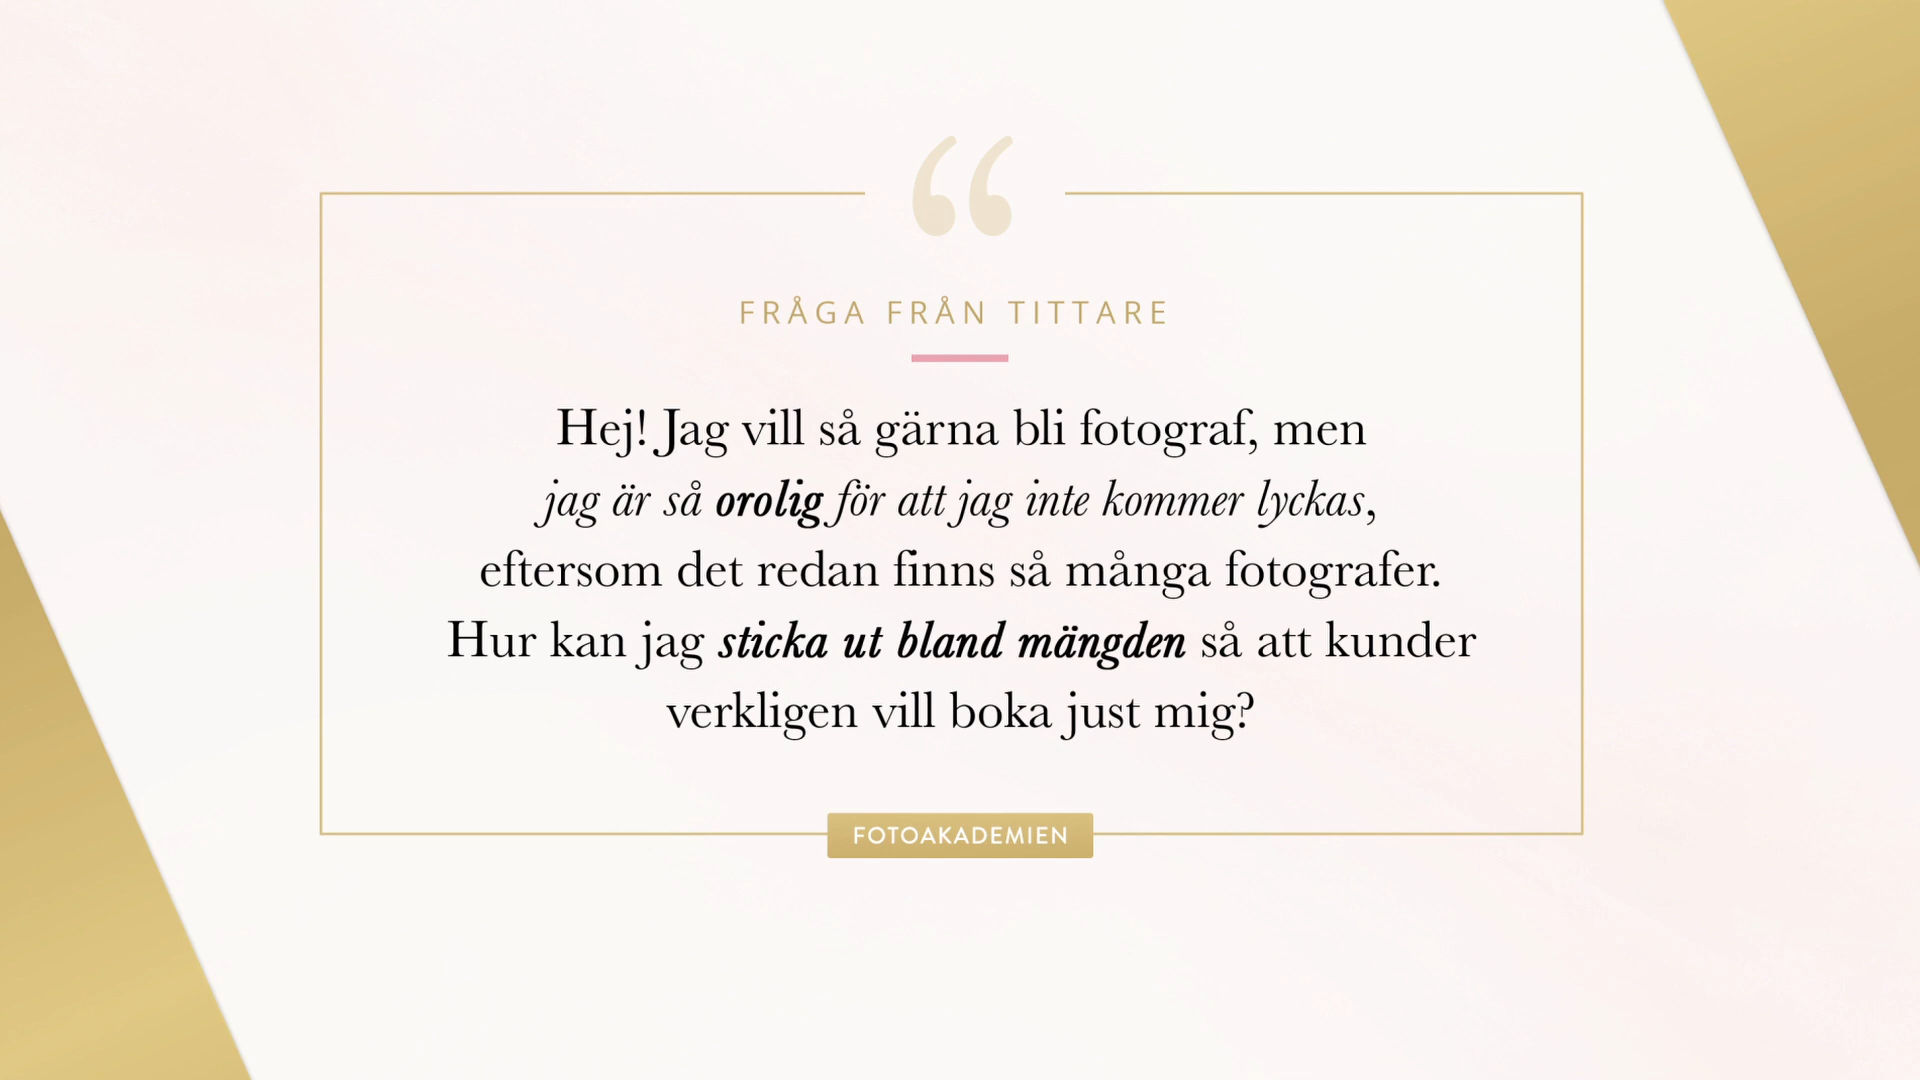 “
FRÅGA FRÅN TITTARE
Hej! Jag vill så gärna bli fotograf, men
jag är så orolig för att jag inte kommer lyckas,
eftersom det redan finns så många fotografer.
Hur kan jag sticka ut bland mängden så att kunder
verkligen vill boka just mig?
FOTOAKADEMIEN